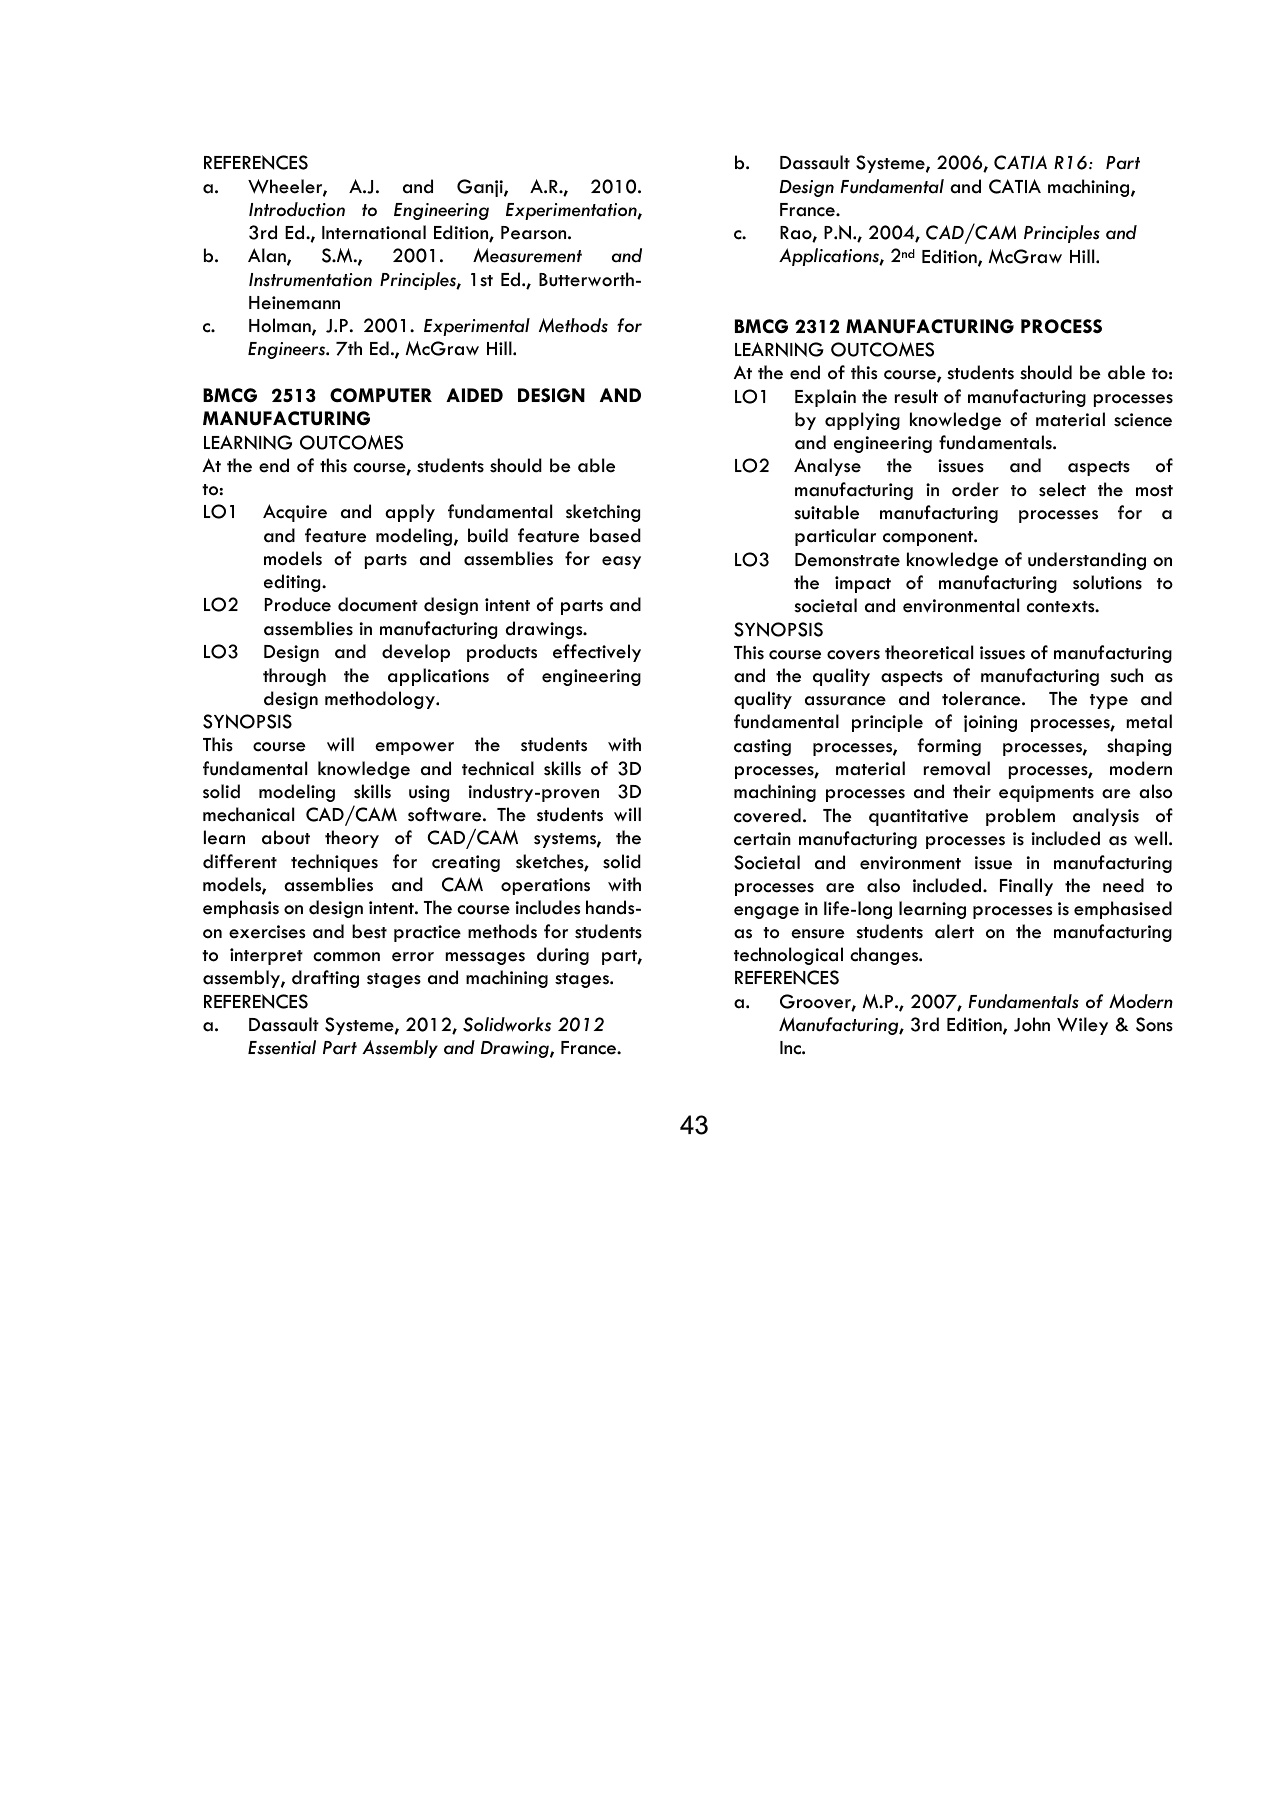 REFERENCES
a. Wheeler, A.J. and Ganji, A.R., 2010.
Introduction to Engineering Experimentation,
3rd Ed., International Edition, Pearson.
b. Alan, S.M., 2001. Measurement and
Instrumentation Principles, 1st Ed., Butterworth-
Heinemann
c. Holman, J.P. 2001. Experimental Methods for
Engineers. 7th Ed., McGraw Hill.
BMCG 2513 COMPUTER AIDED DESIGN AND
MANUFACTURING
LEARNING OUTCOMES
At the end of this course, students should be able
to:
LO1 Acquire and apply fundamental sketching
and feature modeling, build feature based
models of parts and assemblies for easy
editing.
LO2 Produce document design intent of parts and
assemblies in manufacturing drawings.
LO3 Design and develop products effectively
through the applications of engineering
design methodology.
SYNOPSIS
This course will empower the students with
fundamental knowledge and technical skills of 3D
solid modeling skills using industry-proven 3D
mechanical CAD/CAM software. The students will
learn about theory of CAD/CAM systems, the
different techniques for creating sketches, solid
models, assemblies and CAM operations with
emphasis on design intent. The course includes hands-
on exercises and best practice methods for students
to interpret common error messages during part,
assembly, drafting stages and machining stages.
REFERENCES
a. Dassault Systeme, 2012, Solidworks 2012
Essential Part Assembly and Drawing, France.
b. Dassault Systeme, 2006, CATIA R16: Part
Design Fundamental and CATIA machining,
France.
c. Rao, P.N., 2004, CAD/CAM Principles and
Applications, 2nd Edition, McGraw Hill.
BMCG 2312 MANUFACTURING PROCESS
LEARNING OUTCOMES
At the end of this course, students should be able to:
LO1 Explain the result of manufacturing processes
by applying knowledge of material science
and engineering fundamentals.
LO2 Analyse the issues and aspects of
manufacturing in order to select the most
suitable manufacturing processes for a
particular component.
LO3 Demonstrate knowledge of understanding on
the impact of manufacturing solutions to
societal and environmental contexts.
SYNOPSIS
This course covers theoretical issues of manufacturing
and the quality aspects of manufacturing such as
quality assurance and tolerance. The type and
fundamental principle of joining processes, metal
casting processes, forming processes, shaping
processes, material removal processes, modern
machining processes and their equipments are also
covered. The quantitative problem analysis of
certain manufacturing processes is included as well.
Societal and environment issue in manufacturing
processes are also included. Finally the need to
engage in life-long learning processes is emphasised
as to ensure students alert on the manufacturing
technological changes.
REFERENCES
a. Groover, M.P., 2007, Fundamentals of Modern
Manufacturing, 3rd Edition, John Wiley & Sons
Inc.
43